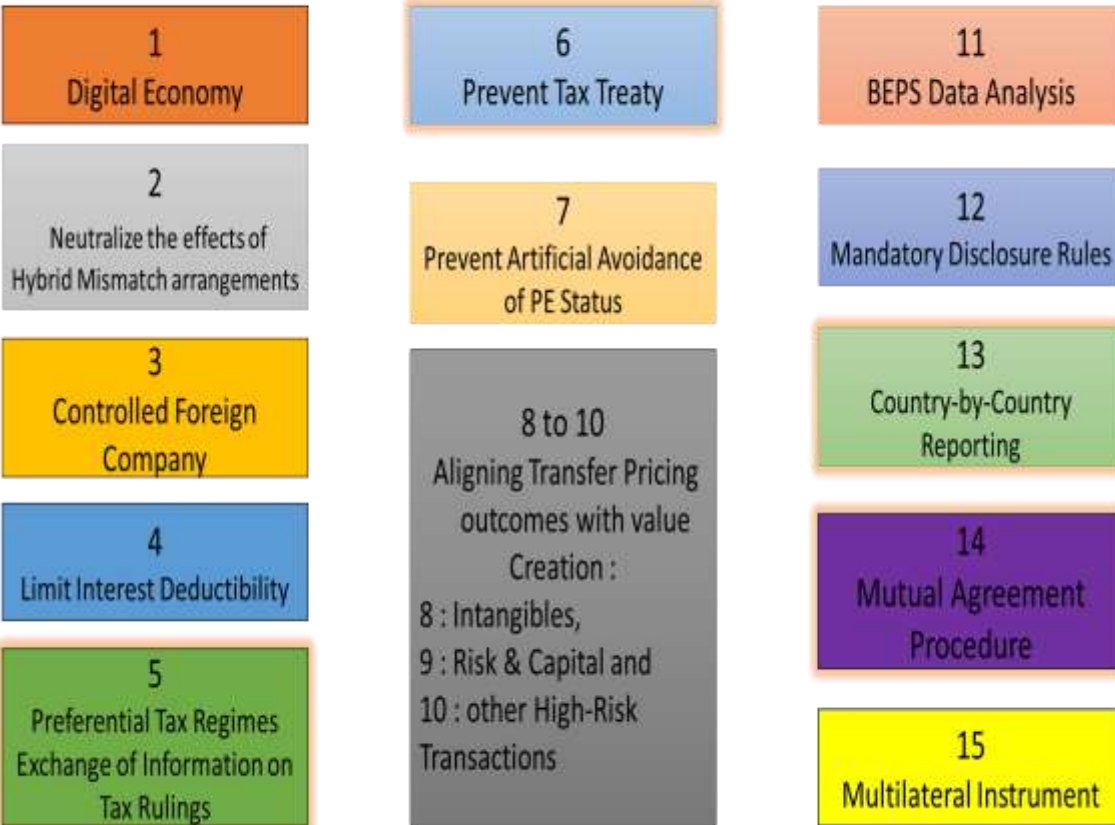 1
Digital Economy
2
Neutralize the effects of
Hybrid Mismatch arrangements
3
Controlled Foreign
Company
4
Limit Interest Deductibility
5
Preferential Tax Regimes
Exchange of Information on
Tax Rulings
6
Prevent Tax Treaty
7
Prevent Artificial Avoidance
of PE Status
8 to 10
Aligning Transfer Pricing
outcomes with value
Creation :
8 : Intangibles,
9 : Risk & Capital and
10 : other High-Risk
Transactions
11
BEPS Data Analysis
12
Mandatory Disclosure Rules
13
Country-by-Country
Reporting
14
Mutual Agreement
Procedure
15
Multilateral Instrument